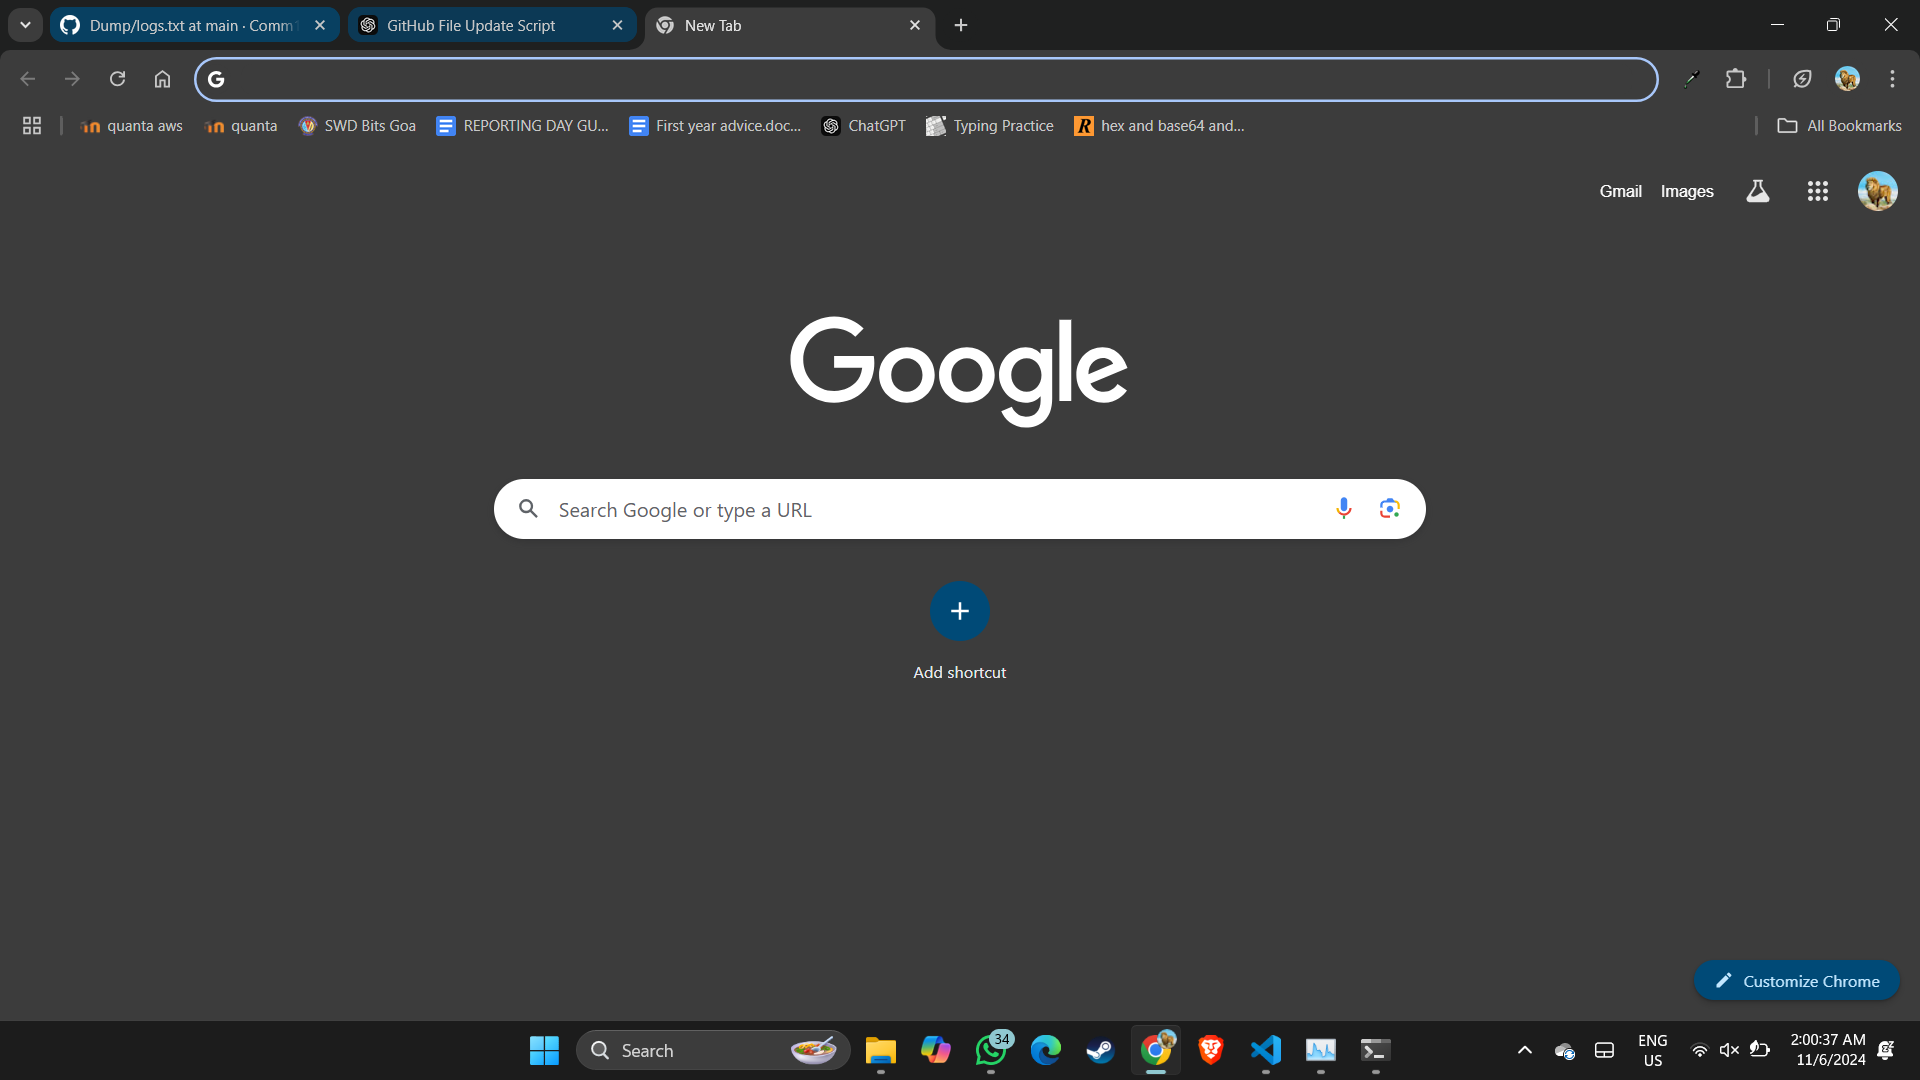 Dump/logs.txt at main · Comm
GitHub File Update Script
New Tab
quanta aws
quanta
SWD Bits Goa
REPORTING DAY GU...
First year advice.doc...
ChatGPT
Typing Practice
R hex and base64 and...
All Bookmarks
Gmail
Images
Google
Search Google or type a URL
Add shortcut
Customize Chrome
Search
34
ENG
US
2:00:37 AM
11/6/2024